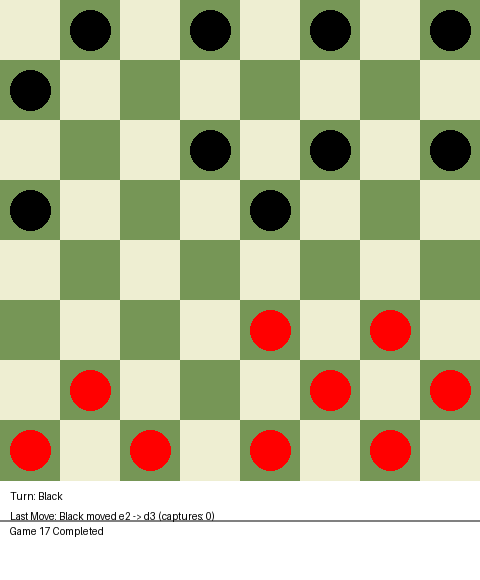 Turn: Black
Last Move: Black moved e2 -> d3 (captures: 0)
Game 17 Completed